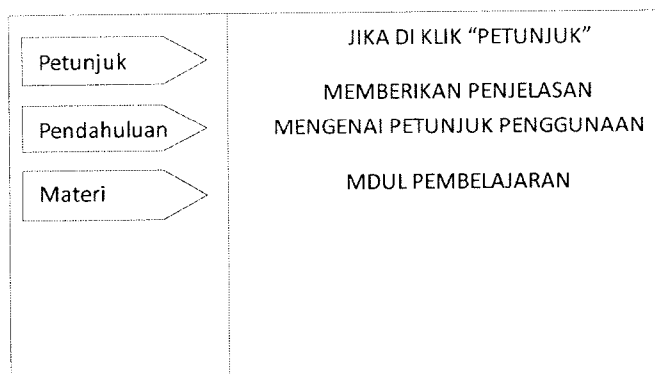 Petunjuk
Pendahuluan
Materi
JIKA DI KLIK “PETUNJUK”
MEMBERIKAN PENJELASAN
MENGENAI PETUNJUK PENGGUNAAN
MDUL PEMBELAJARAN